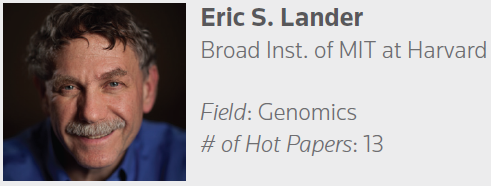 Eric S. Lander
Broad Inst. of MIT at Harvard
Field: Genomics
# of Hot Papers: 13